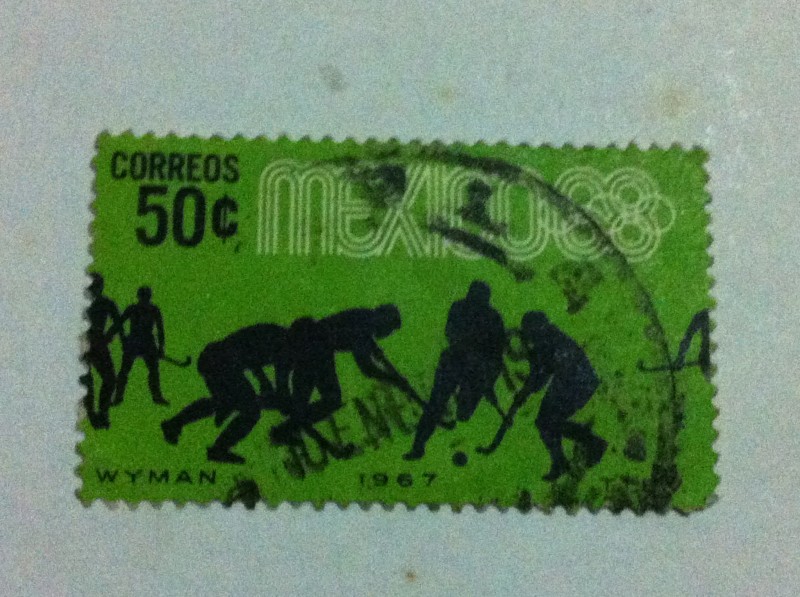 CORREOS
50¢
MEXICO68
WYMAN 1967